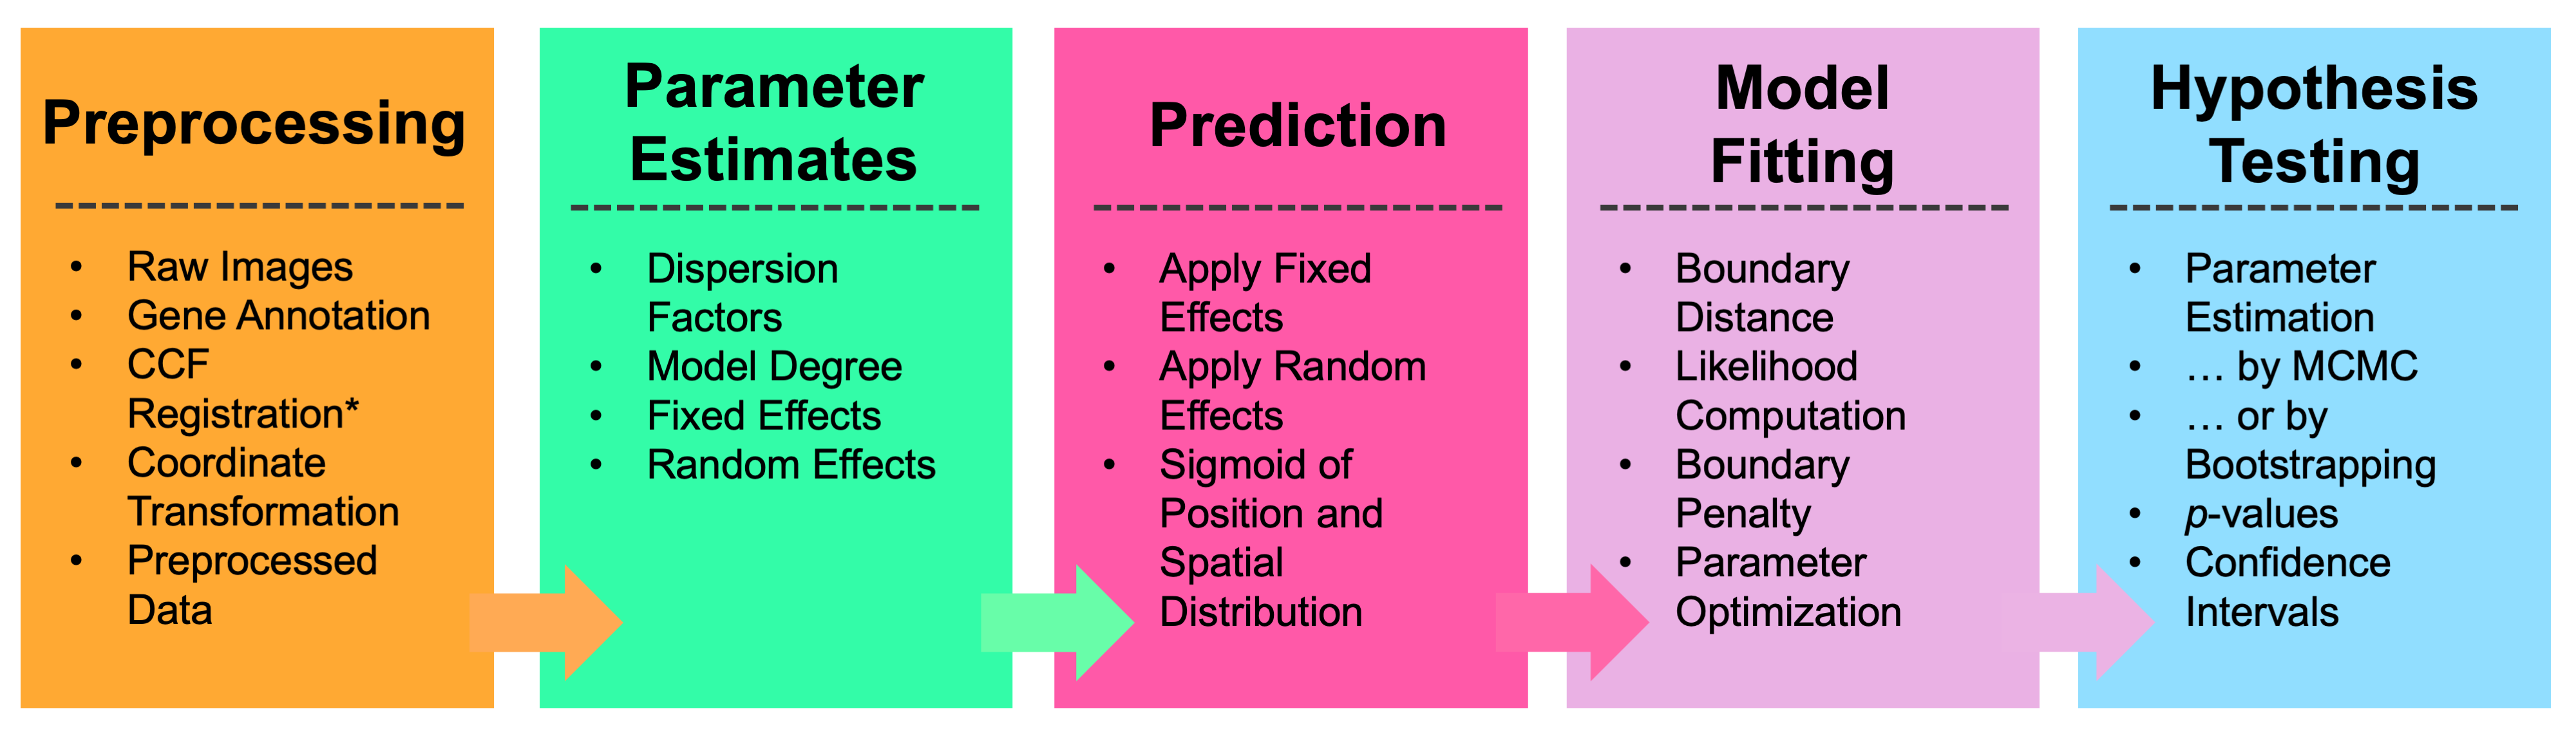 Preprocessing
• Raw Images
• Gene Annotation
• CCF
Registration*
• Coordinate
Transformation
• Preprocessed
Data
Parameter
Estimates
• Dispersion
Factors
• Model Degree
• Fixed Effects
• Random Effects
Prediction
• Apply Fixed
Effects
• Apply Random
Effects
• Sigmoid of
Position and
Spatial
Distribution
Model
Fitting
• Boundary
Distance
• Likelihood
Computation
• Boundary
Penalty
• Parameter
Optimization
Hypothesis
Testing
• Parameter
Estimation
• … by MCMC
• … or by
Bootstrapping
• p-values
• Confidence
Intervals